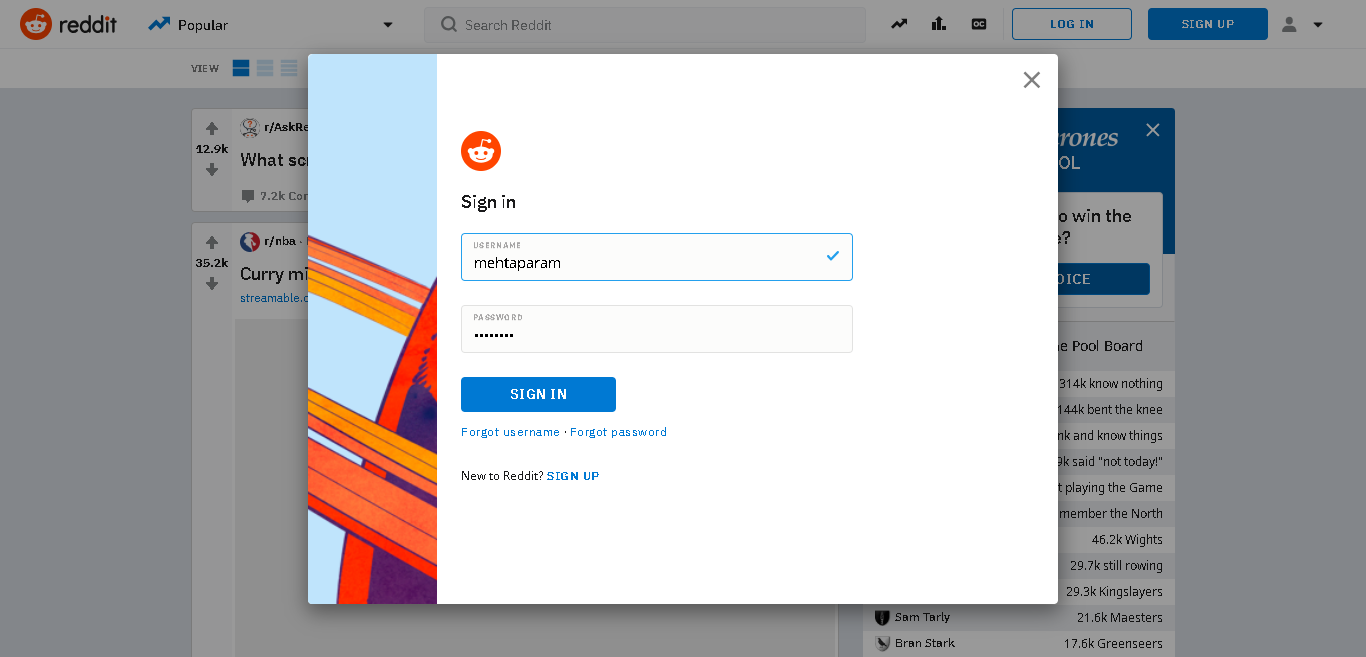 reddit
Popular
Search Reddit
LOG IN
SIGN UP
VIEW
12.9k
r/AskRe
What scr
7.2k Con
35.2k
r/nba ·
Curry mi
streamable.c
Sign in
USERNAME
mehtaparam
PASSWORD
••••••••
SIGN IN
Forgot username · Forgot password
New to Reddit? SIGN UP
rones
OL
o win the
e?
OICE
e Pool Board
314k know nothing
144k bent the knee
nk and know things
9k said "not today!"
t playing the Game
member the North
46.2k Wights
29.7k still rowing
29.3k Kingslayers
Sam Tarly 21.6k Maesters
Bran Stark 17.6k Greenseers